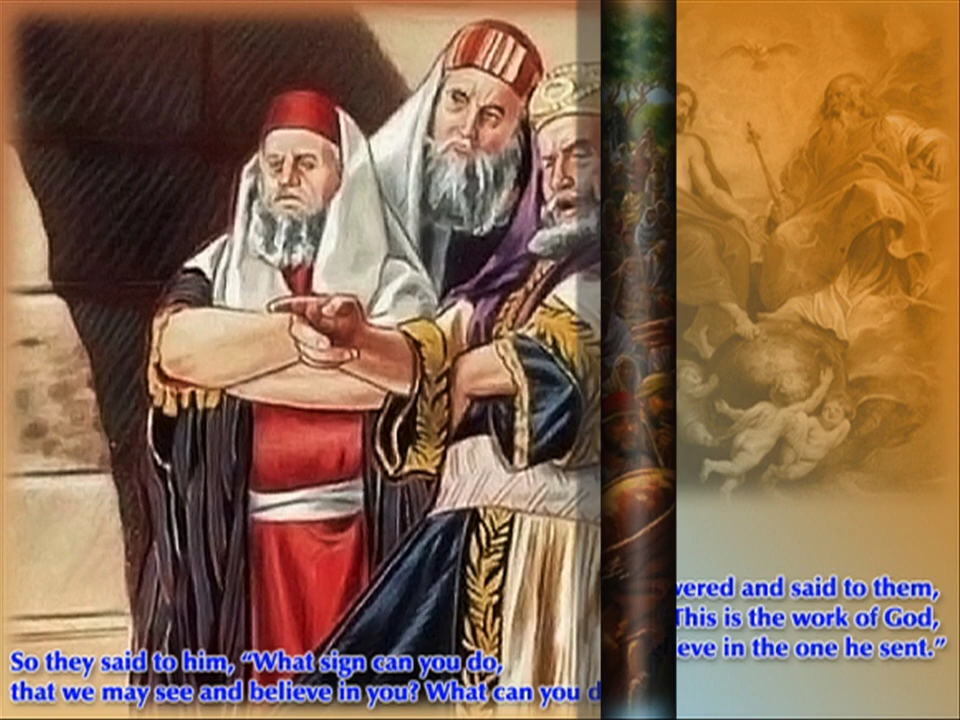 So they said to him, “What sign can you do,
that we may see and believe in you? What can you d
vered and said to them,
This is the work of God,
eve in the one he sent.”